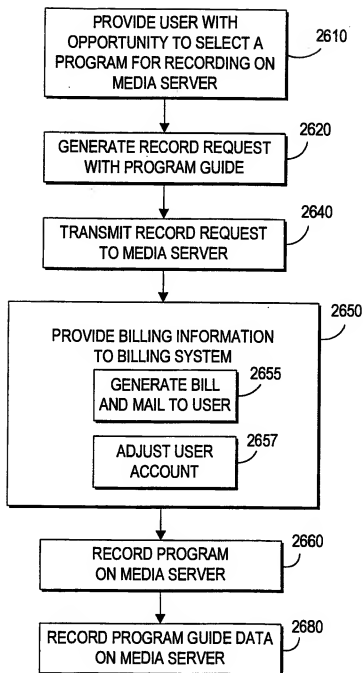 PROVIDE USER WITH
OPPORTUNITY TO SELECT A
PROGRAM FOR RECORDING ON
MEDIA SERVER
2610
GENERATE RECORD REQUEST
WITH PROGRAM GUIDE
2620
TRANSMIT RECORD REQUEST
TO MEDIA SERVER
2640
PROVIDE BILLING INFORMATION
TO BILLING SYSTEM
2650
GENERATE BILL
AND MAIL TO USER
2655
ADJUST USER
ACCOUNT
2657
RECORD PROGRAM
ON MEDIA SERVER
2660
RECORD PROGRAM GUIDE DATA
ON MEDIA SERVER
2680